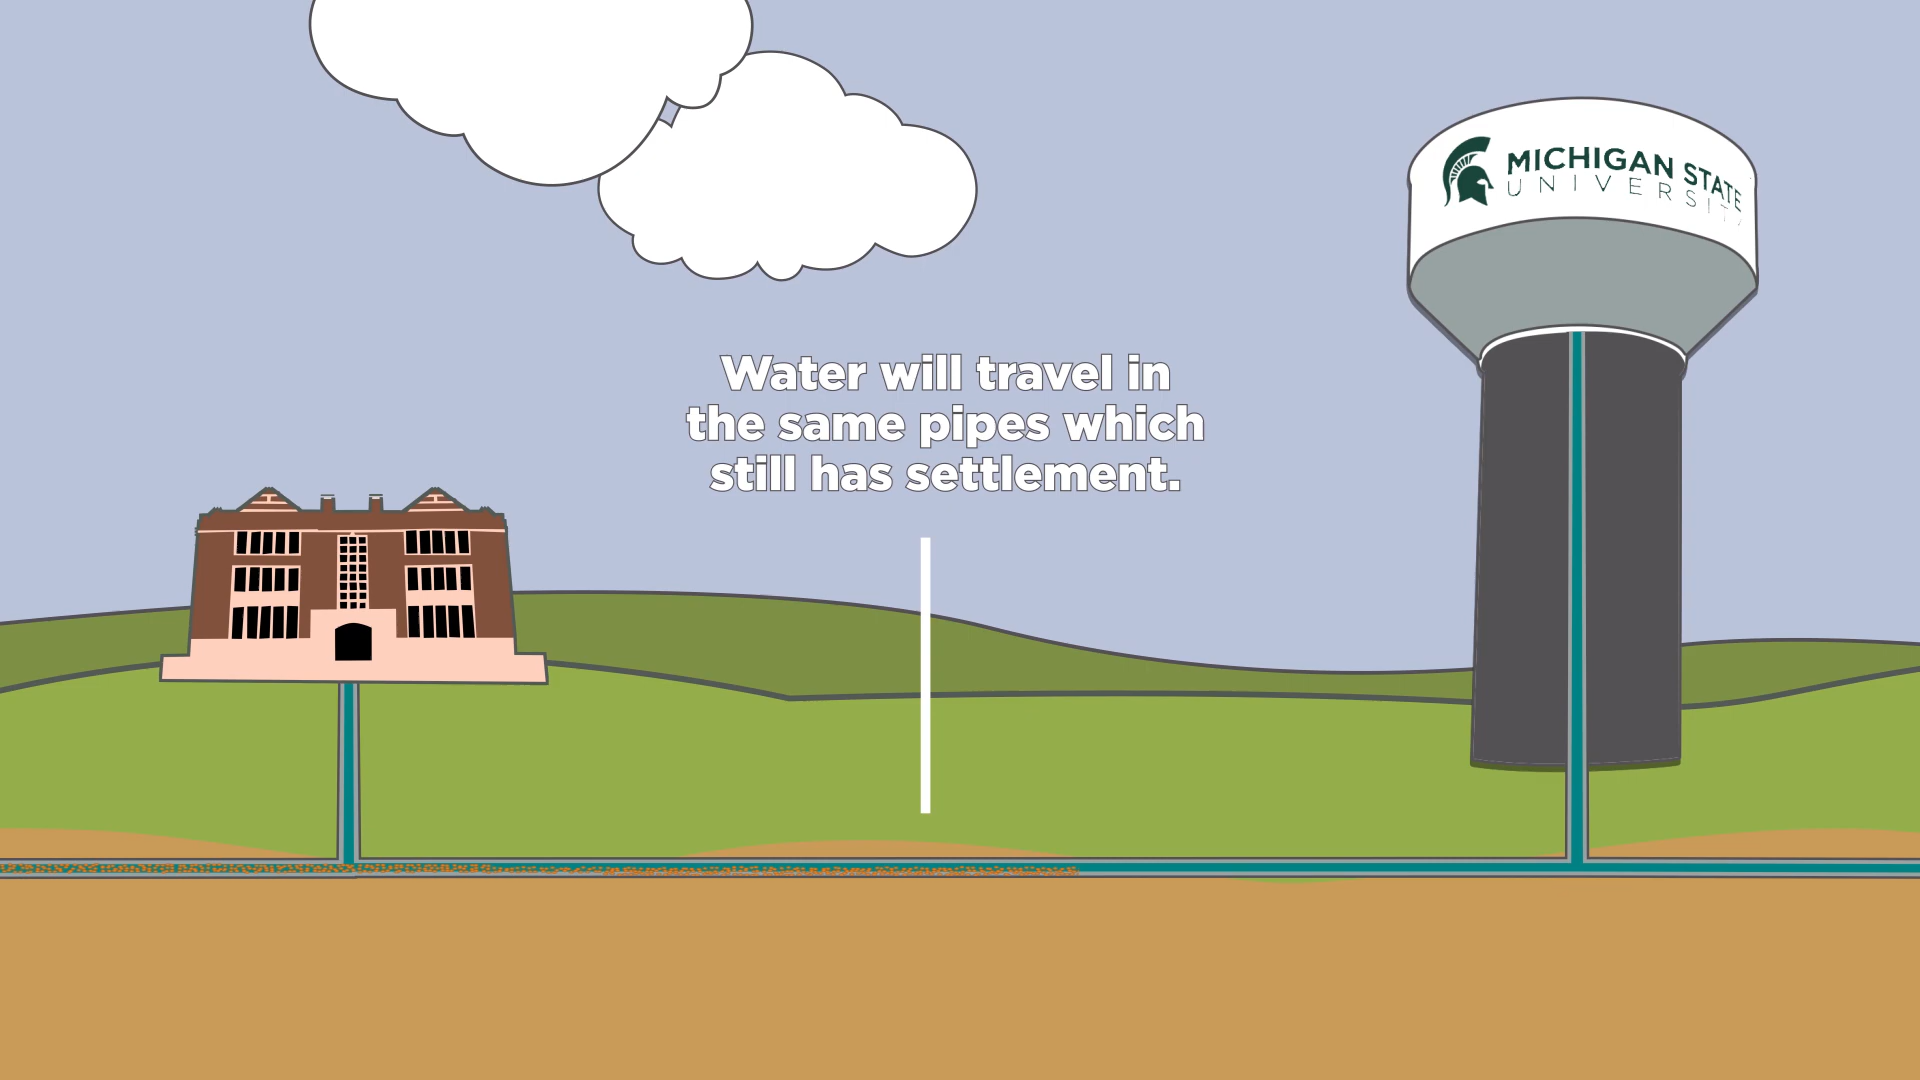 MICHIGAN STATE
UNIVERSITY
Water will travel in
the same pipes which
still has settlement.